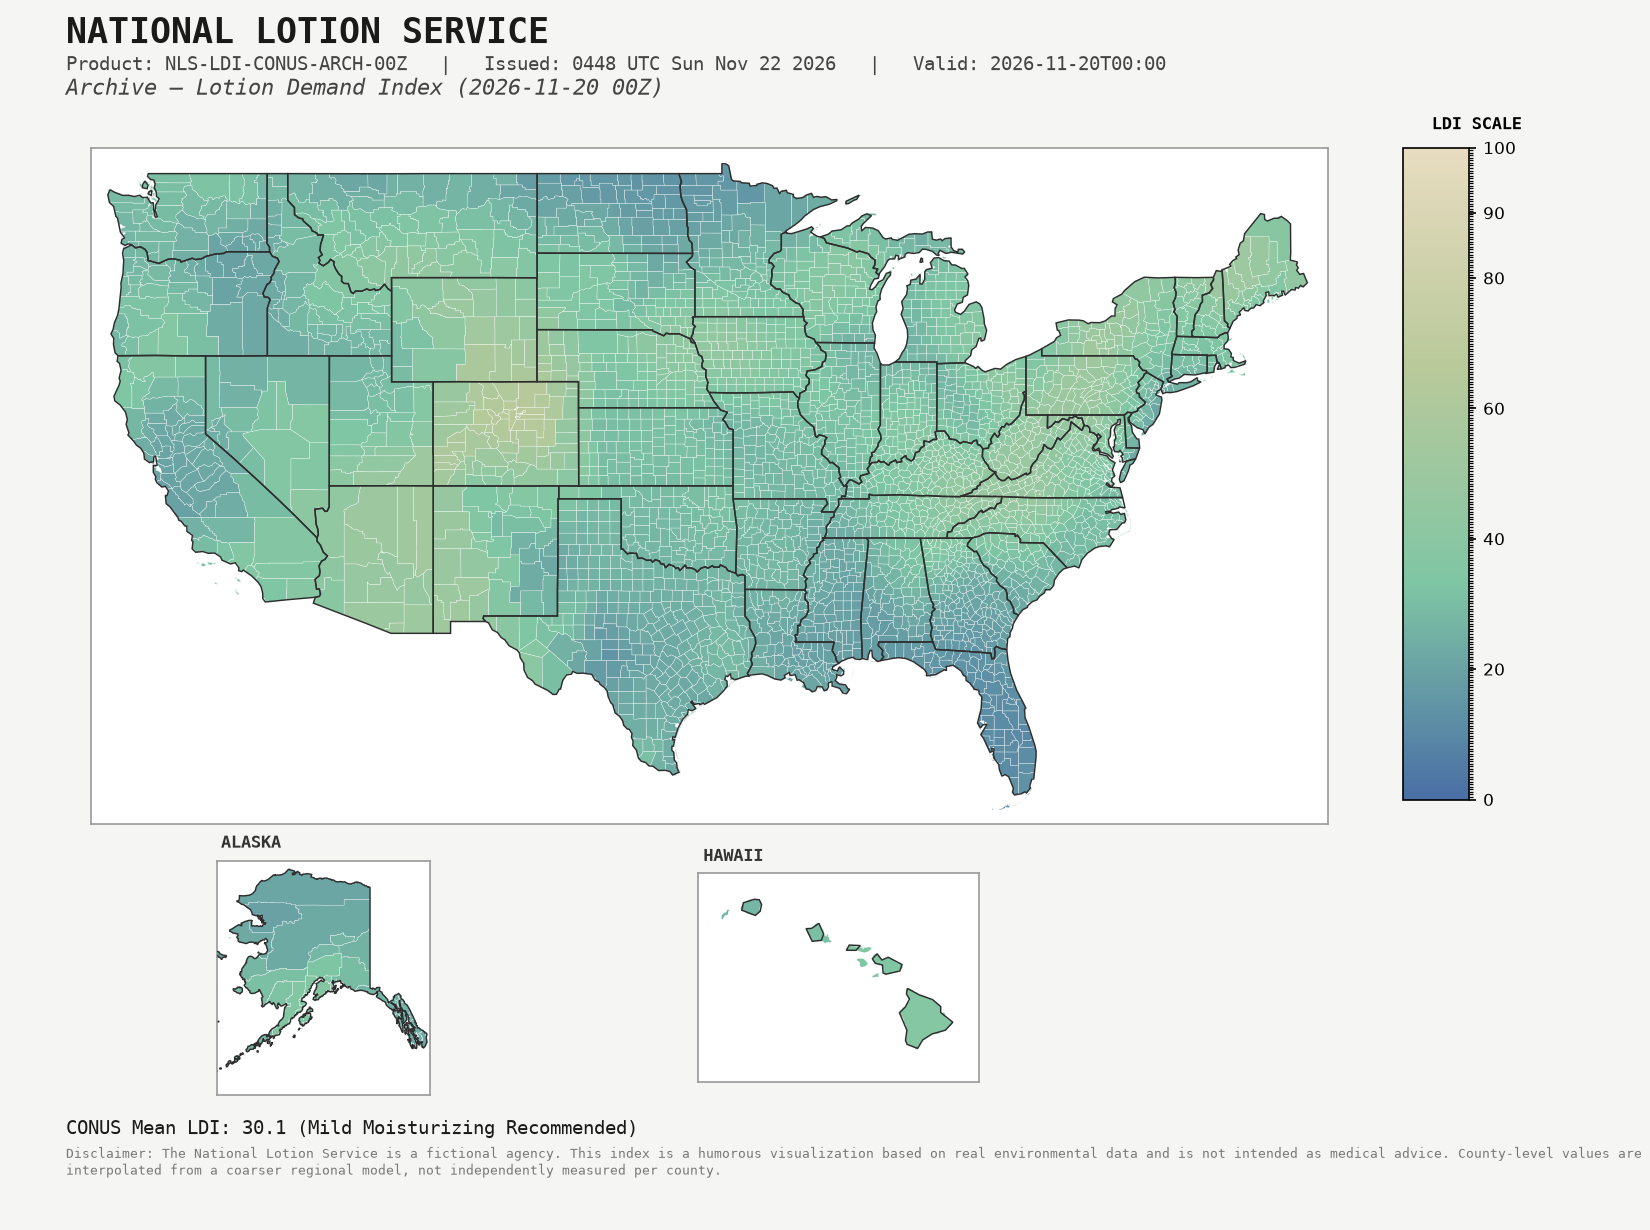 NATIONAL LOTION SERVICE
Product: NLS-LDI-CONUS-ARCH-00Z | Issued: 0448 UTC Sun Nov 22 2026 | Valid: 2026-11-20T00:00
Archive — Lotion Demand Index (2026-11-20 00Z)
LDI SCALE
100
90
80
60
40
20
0
ALASKA
HAWAII
CONUS Mean LDI: 30.1 (Mild Moisturizing Recommended)
Disclaimer: The National Lotion Service is a fictional agency. This index is a humorous visualization based on real environmental data and is not intended as medical advice. County-level values are
interpolated from a coarser regional model, not independently measured per county.